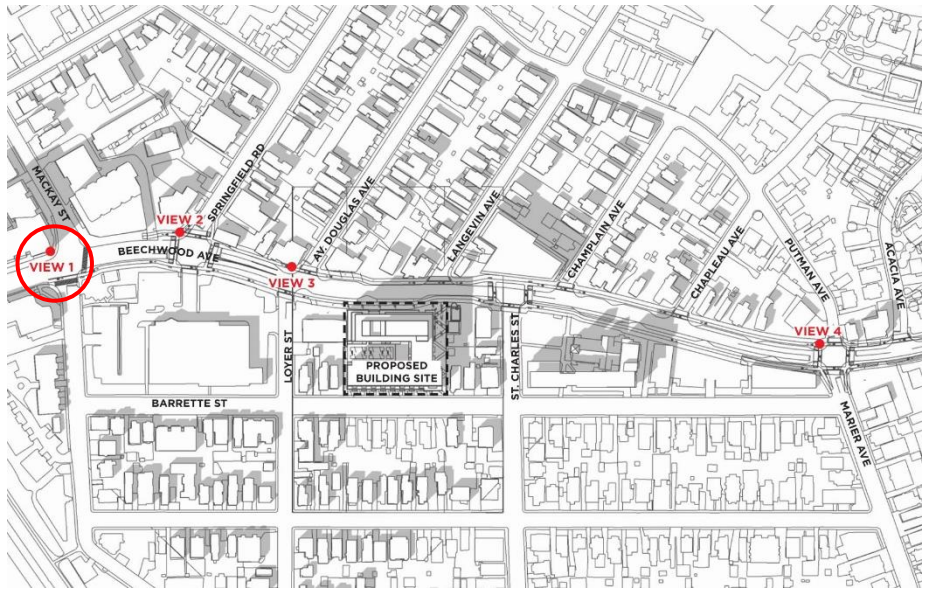 MACKAY ST
VIEW 1
VIEW 2
SPRINGFIELD RD
BEECHWOOD AVE
VIEW 3
AV. DOUGLAS AVE
LANGEVIN AVE
CHAMPLAIN AVE
CHAPLEAU AVE
PUTMAN AVE
ACACIA AVE
VIEW 4
LOYER ST
PROPOSED
BUILDING SITE
ST. CHARLES ST
BARRETTE ST
MARIER AVE